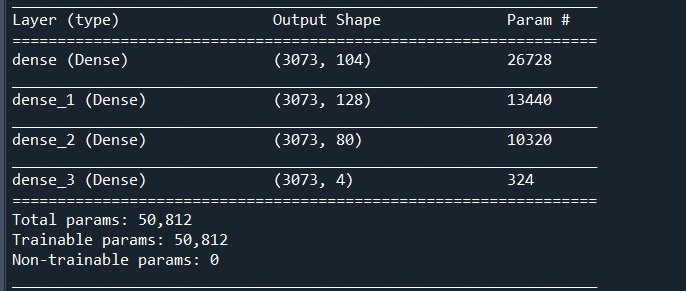 Layer (type) Output Shape Param #
=================================================================
dense (Dense) (3073, 104) 26728
dense_1 (Dense) (3073, 128) 13440
dense_2 (Dense) (3073, 80) 10320
dense_3 (Dense) (3073, 4) 324
=================================================================
Total params: 50,812
Trainable params: 50,812
Non-trainable params: 0